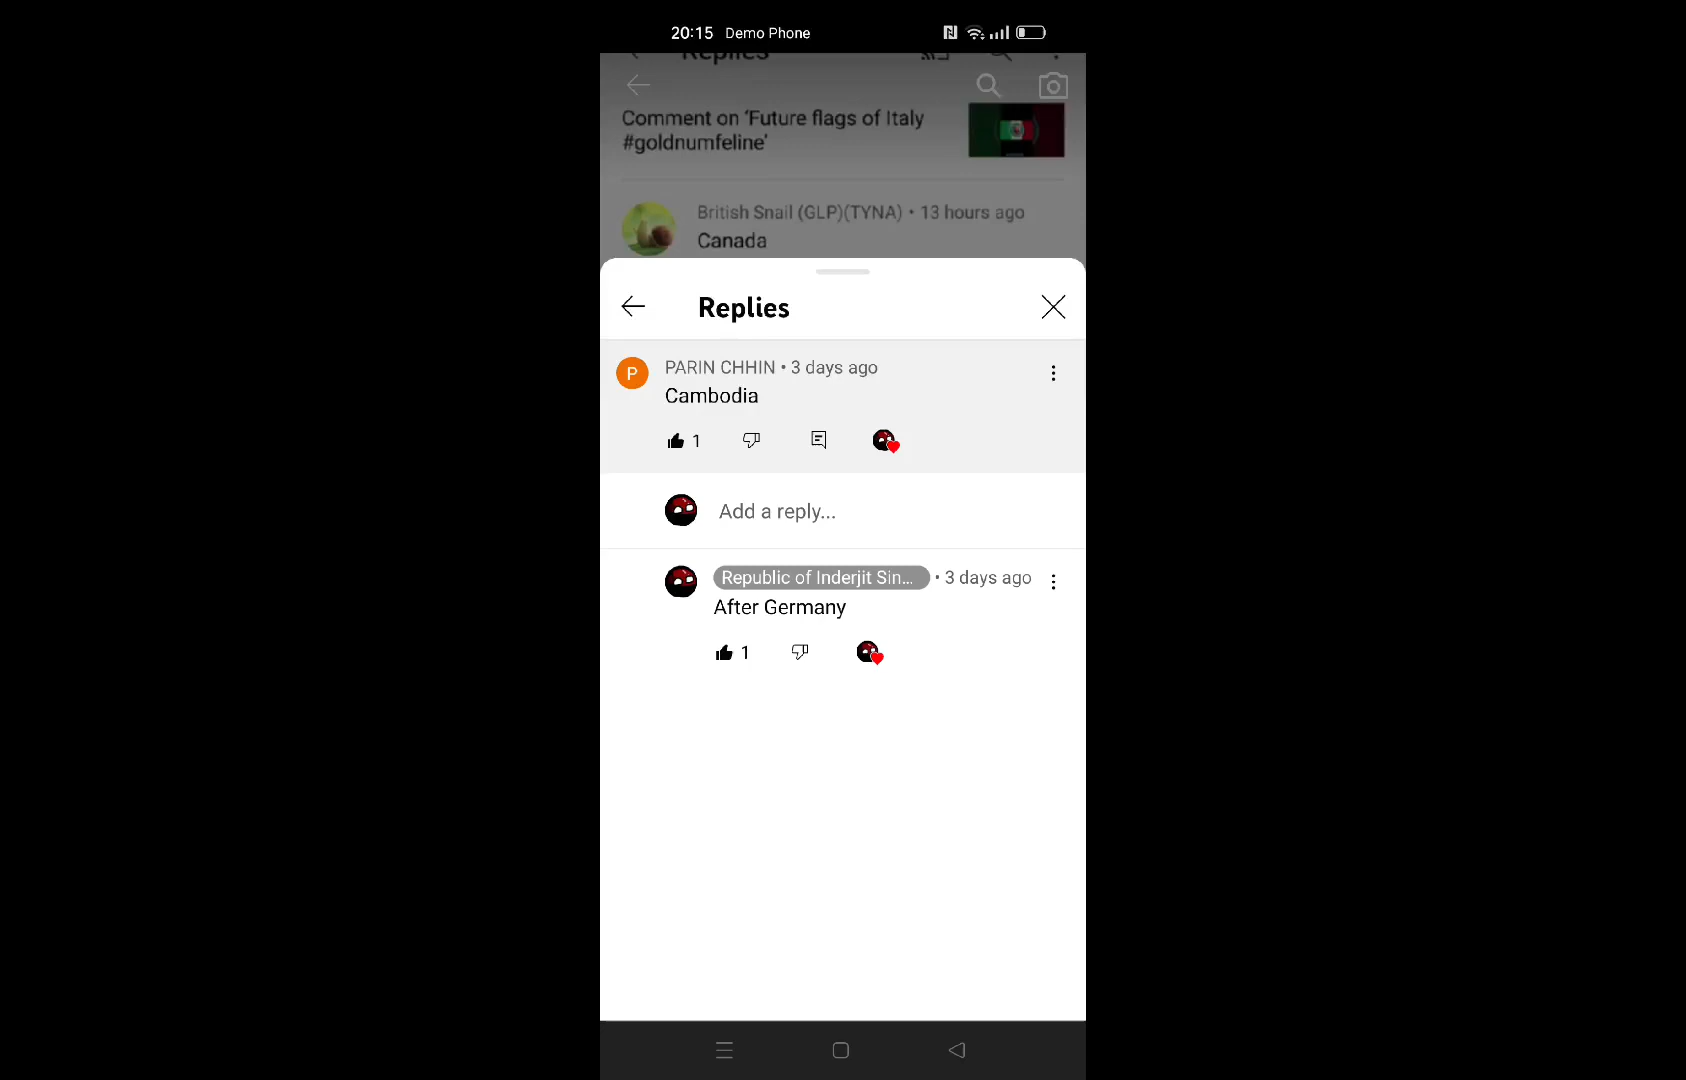 20:15 Demo Phone
Replies
Comment on ‘Future flags of Italy
#goldnumfeline’
British Snail (GLP)(TYNA) • 13 hours ago
Canada
Replies
P
PARIN CHHIN • 3 days ago
Cambodia
1
Add a reply...
Republic of Inderjit Sin... • 3 days ago
After Germany
1